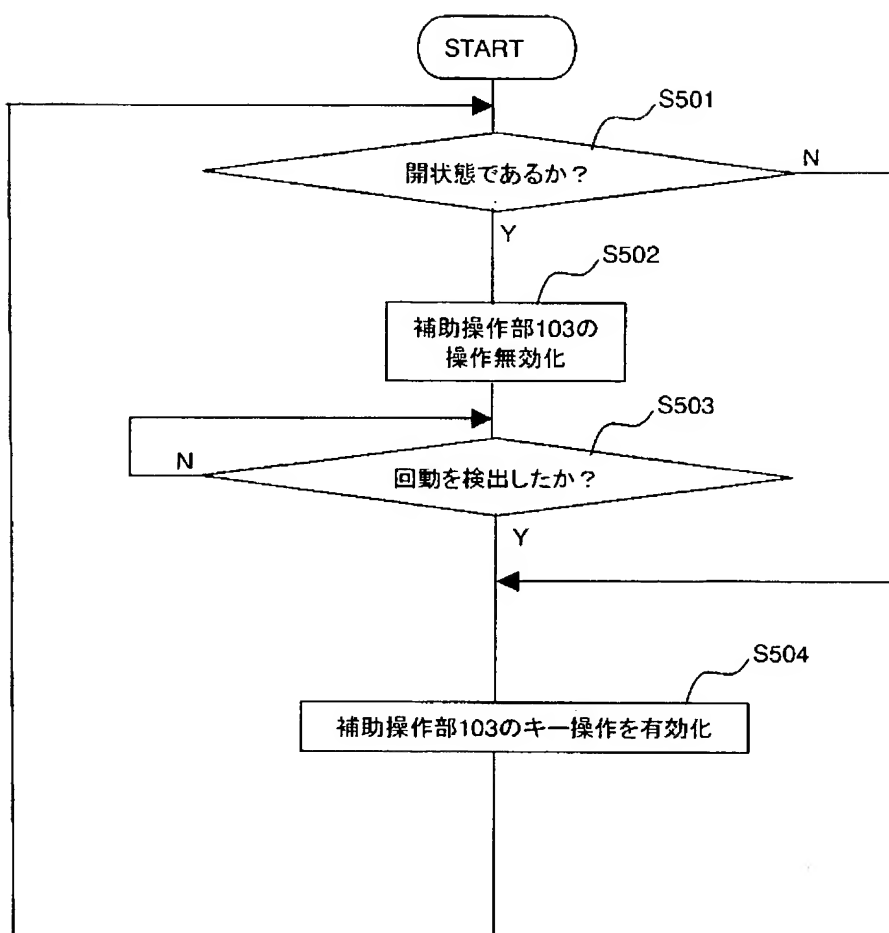 START
S501
開状態であるか？
N
Y
S502
補助操作部103の
操作無効化
S503
N
回動を検出したか？
Y
S504
補助操作部103のキー操作を有効化